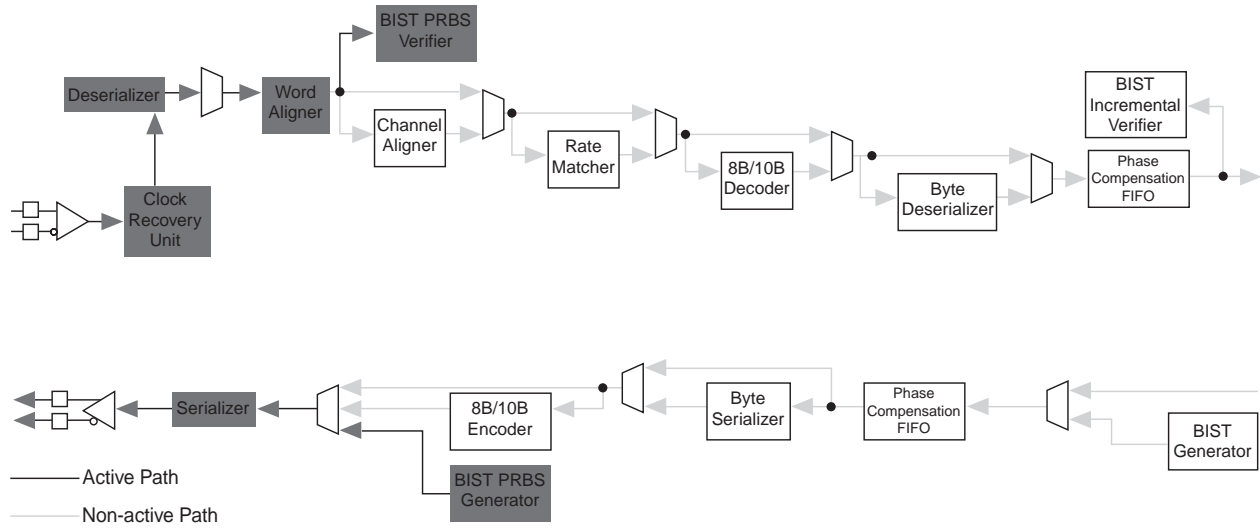 BIST PRBS
Verifier
Deserializer
Word
Aligner
Channel
Aligner
Rate
Matcher
8B/10B
Decoder
Byte
Deserializer
BIST
Incremental
Verifier
Phase
Compensation
FIFO
Clock
Recovery
Unit
Serializer
8B/10B
Encoder
BIST PRBS
Generator
Byte
Serializer
Phase
Compensation
FIFO
BIST
Generator
Active Path
Non-active Path